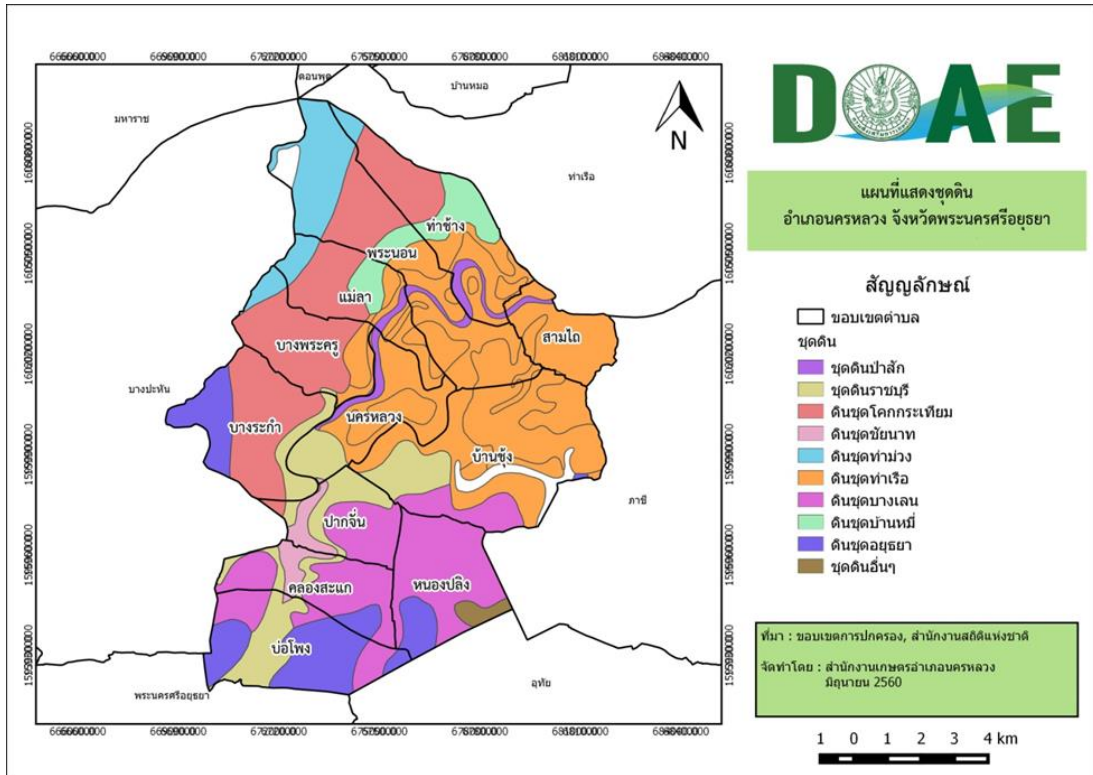 DOAE
แผนที่แสดงชุดดิน
อำเภอนครหลวง จังหวัดพระนครศรีอยุธยา
สัญญลักษณ์
ขอบเขตตำบล
ชุดดิน
ชุดดินป่าสัก
ชุดดินราชบุรี
ดินชุดโคกกระเทียม
ดินชุดชัยนาท
ดินชุดท่าม่วง
ดินชุดท่าเรือ
ดินชุดบางเลน
ดินชุดบ้านหมี่
ดินชุดอยุธยา
ชุดดินอื่นๆ
ที่มา : ขอบเขตการปกครอง, สำนักงานสถิติแห่งชาติ
จัดทำโดย : สำนักงานเกษตรอำเภอนครหลวง
มิถุนายน 2560
1 0 1 2 3 4 km
N
ดอนพุด
บ้านหมอ
มหาราช
ท่าเรือ
ท่าช้าง
พระนอน
แม่ลา
สามไถ
บางพระครู
บางปะหัน
บางระกำ
นครหลวง
บ้านชุ้ง
ภาชี
ปากจั่น
คลองสะแก
หนองปลิง
บ่อโพง
อุทัย
พระนครศรีอยุธยา